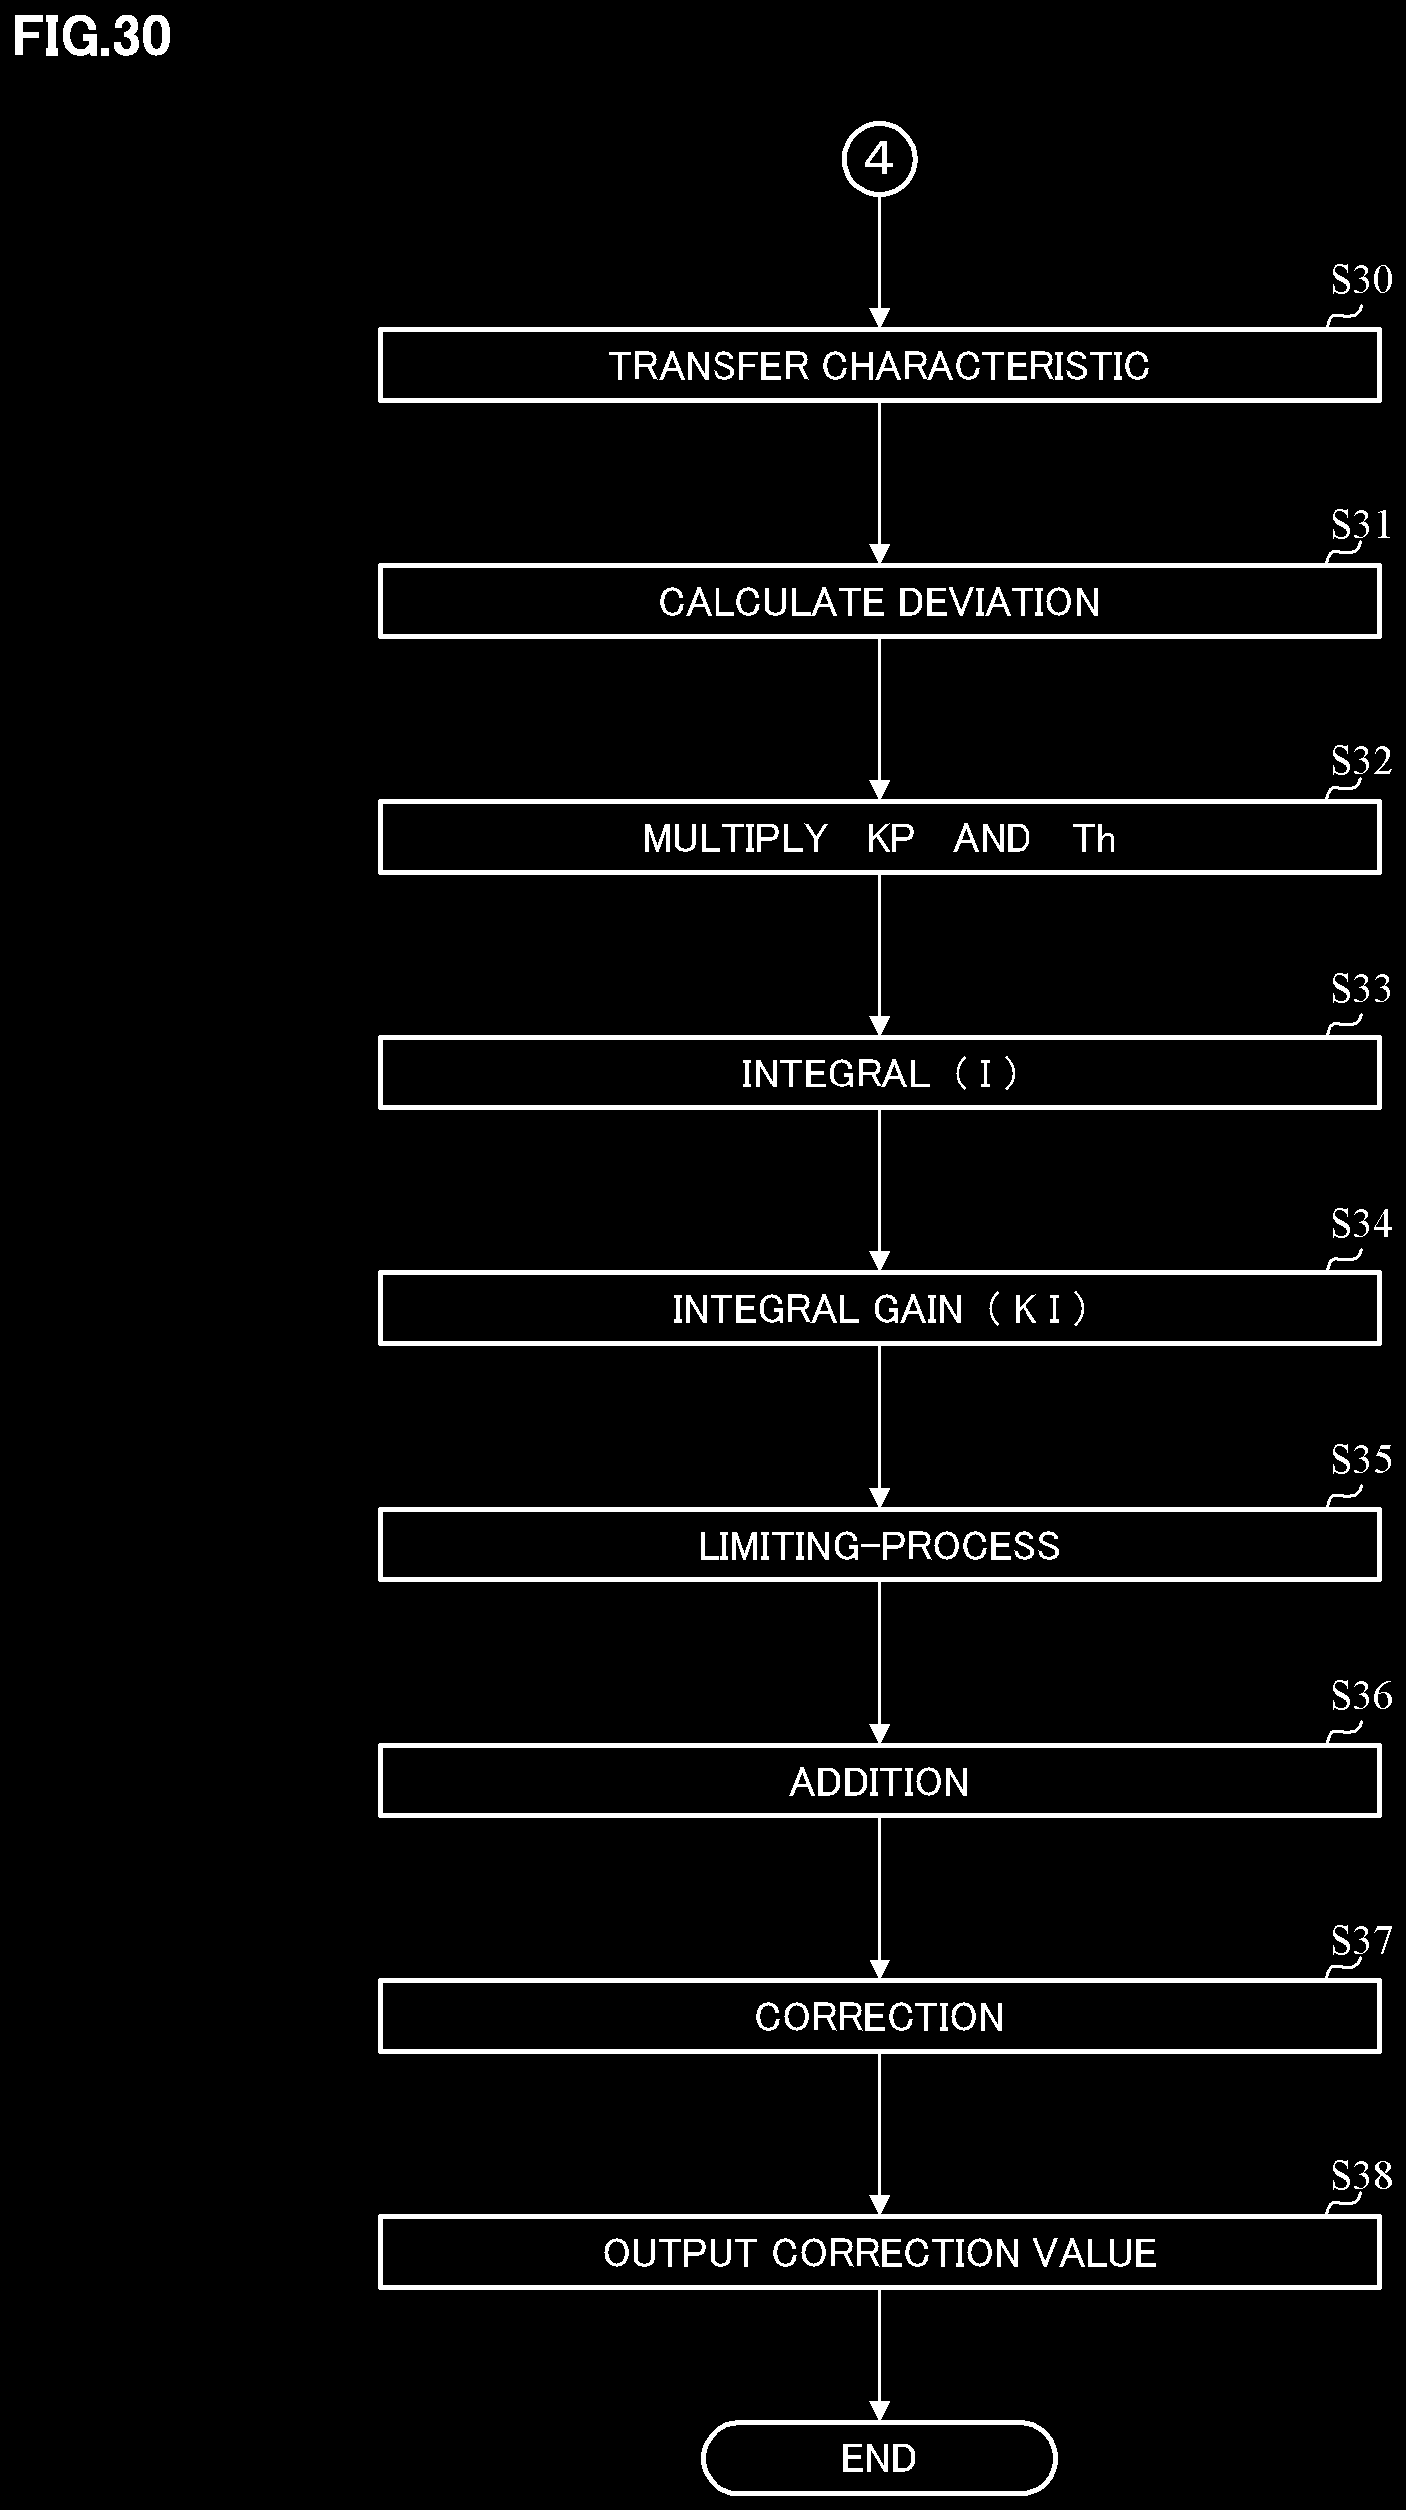 FIG.30
4
S30
TRANSFER CHARACTERISTIC
S31
CALCULATE DEVIATION
S32
MULTIPLY KP AND Th
S33
INTEGRAL (I)
S34
INTEGRAL GAIN (KI)
S35
LIMITING-PROCESS
S36
ADDITION
S37
CORRECTION
S38
OUTPUT CORRECTION VALUE
END